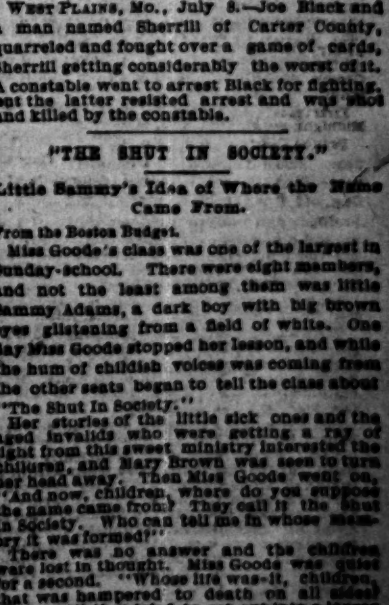 WEST PLAINS, Mo., July 8.—Joe Black and
man named Sherrill of Carter County,
quarreled and fought over a game of cards,
Sherrill getting considerably the worst of it.
A constable went to arrest Black for fighting,
but the latter resisted arrest and was shot
and killed by the constable.
"THE SHUT IN SOCIETY."
Little Sammy's Idea of Where the Name
Came From.
From the Boston Budget.
Miss Goode's class was one of the largest in
Sunday-school. There were eight members,
and not the least among them was little
Sammy Adams, a dark boy with big brown
eyes glistening from a field of white. One
day Miss Goode stopped her lesson, and while
the hum of childish voices was coming from
the other seats began to tell the class about
"The Shut In Society."
Her stories of the little sick ones and the
aged invalids who were getting a ray of
light from this sweet ministry interested the
children, and Mary Brown was seen to turn
her head away. Then Miss Goode went on,
"And now, children, where do you suppose
the name came from? They call it the Shut
In Society. Who can tell me in whose mem-
ory it was formed?"
There was no answer and the children
were lost in thought. Miss Goode was quiet
for a second. "Whose life was it, children,
that was hampered to death on all sides